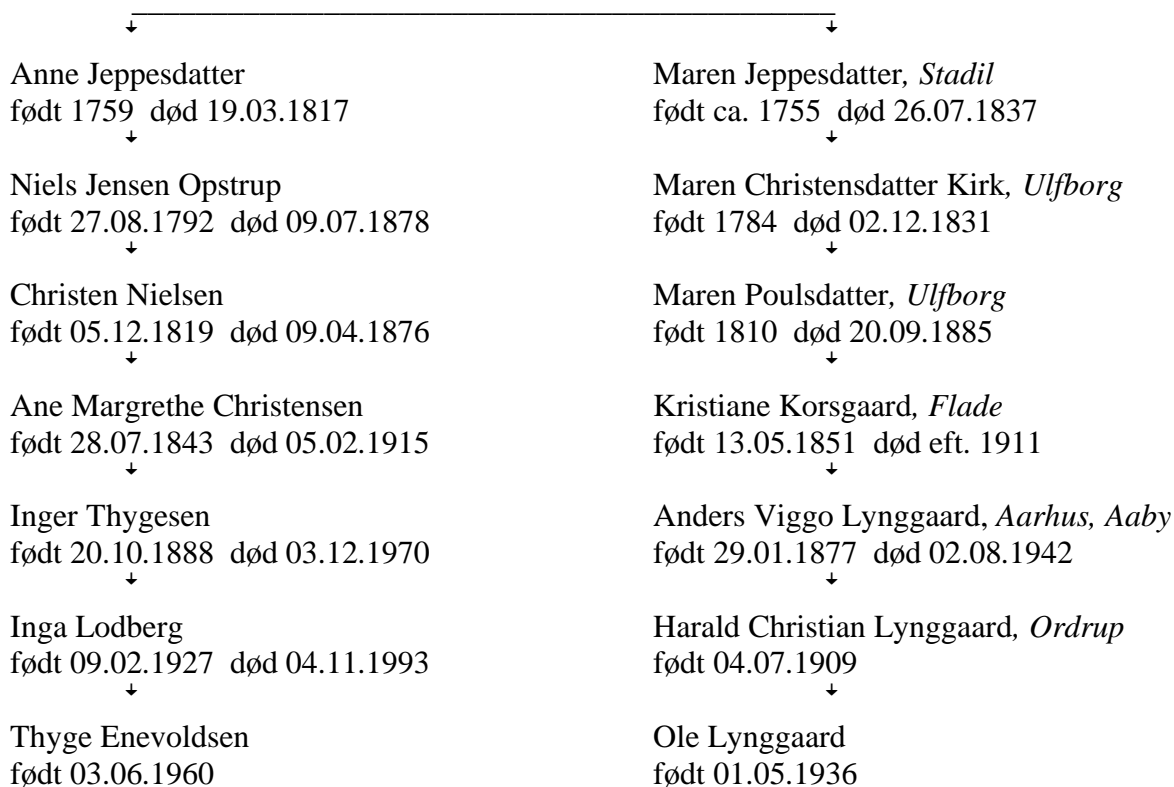 Anne Jeppesdatter
født 1759 død 19.03.1817
Niels Jensen Opstrup
født 27.08.1792 død 09.07.1878
Christen Nielsen
født 05.12.1819 død 09.04.1876
Ane Margrethe Christensen
født 28.07.1843 død 05.02.1915
Inger Thygesen
født 20.10.1888 død 03.12.1970
Inga Lodberg
født 09.02.1927 død 04.11.1993
Thyge Enevoldsen
født 03.06.1960
Maren Jeppesdatter, Stadil
født ca. 1755 død 26.07.1837
Maren Christensdatter Kirk, Ulfborg
født 1784 død 02.12.1831
Maren Poulsdatter, Ulfborg
født 1810 død 20.09.1885
Kristiane Korsgaard, Flade
født 13.05.1851 død eft. 1911
Anders Viggo Lynggaard, Aarhus, Aaby
født 29.01.1877 død 02.08.1942
Harald Christian Lynggaard, Ordrup
født 04.07.1909
Ole Lynggaard
født 01.05.1936